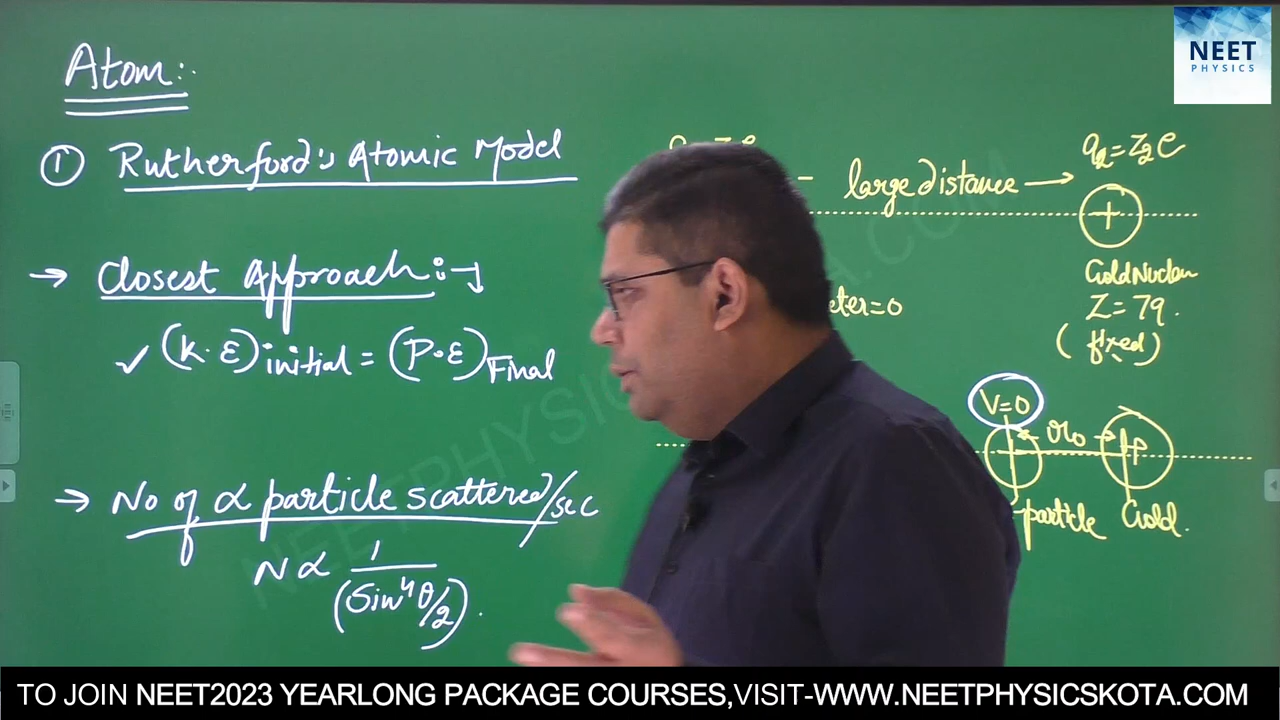 Atom:
① Rutherford's Atomic Model
→ Closest Approach :→
✓ (K.E)initial = (P.E)Final
→ No of α particle scattered/sec
N ∝ 1/(Sin⁴θ/2).
large distance →
q2 = Z2e
+
Gold
Z = 79.
(fixed)
=0
V=0
r0
particle Gold.
NEET
PHYSICS
TO JOIN NEET2023 YEARLONG PACKAGE COURSES,VISIT-WWW.NEETPHYSICSKOTA.COM